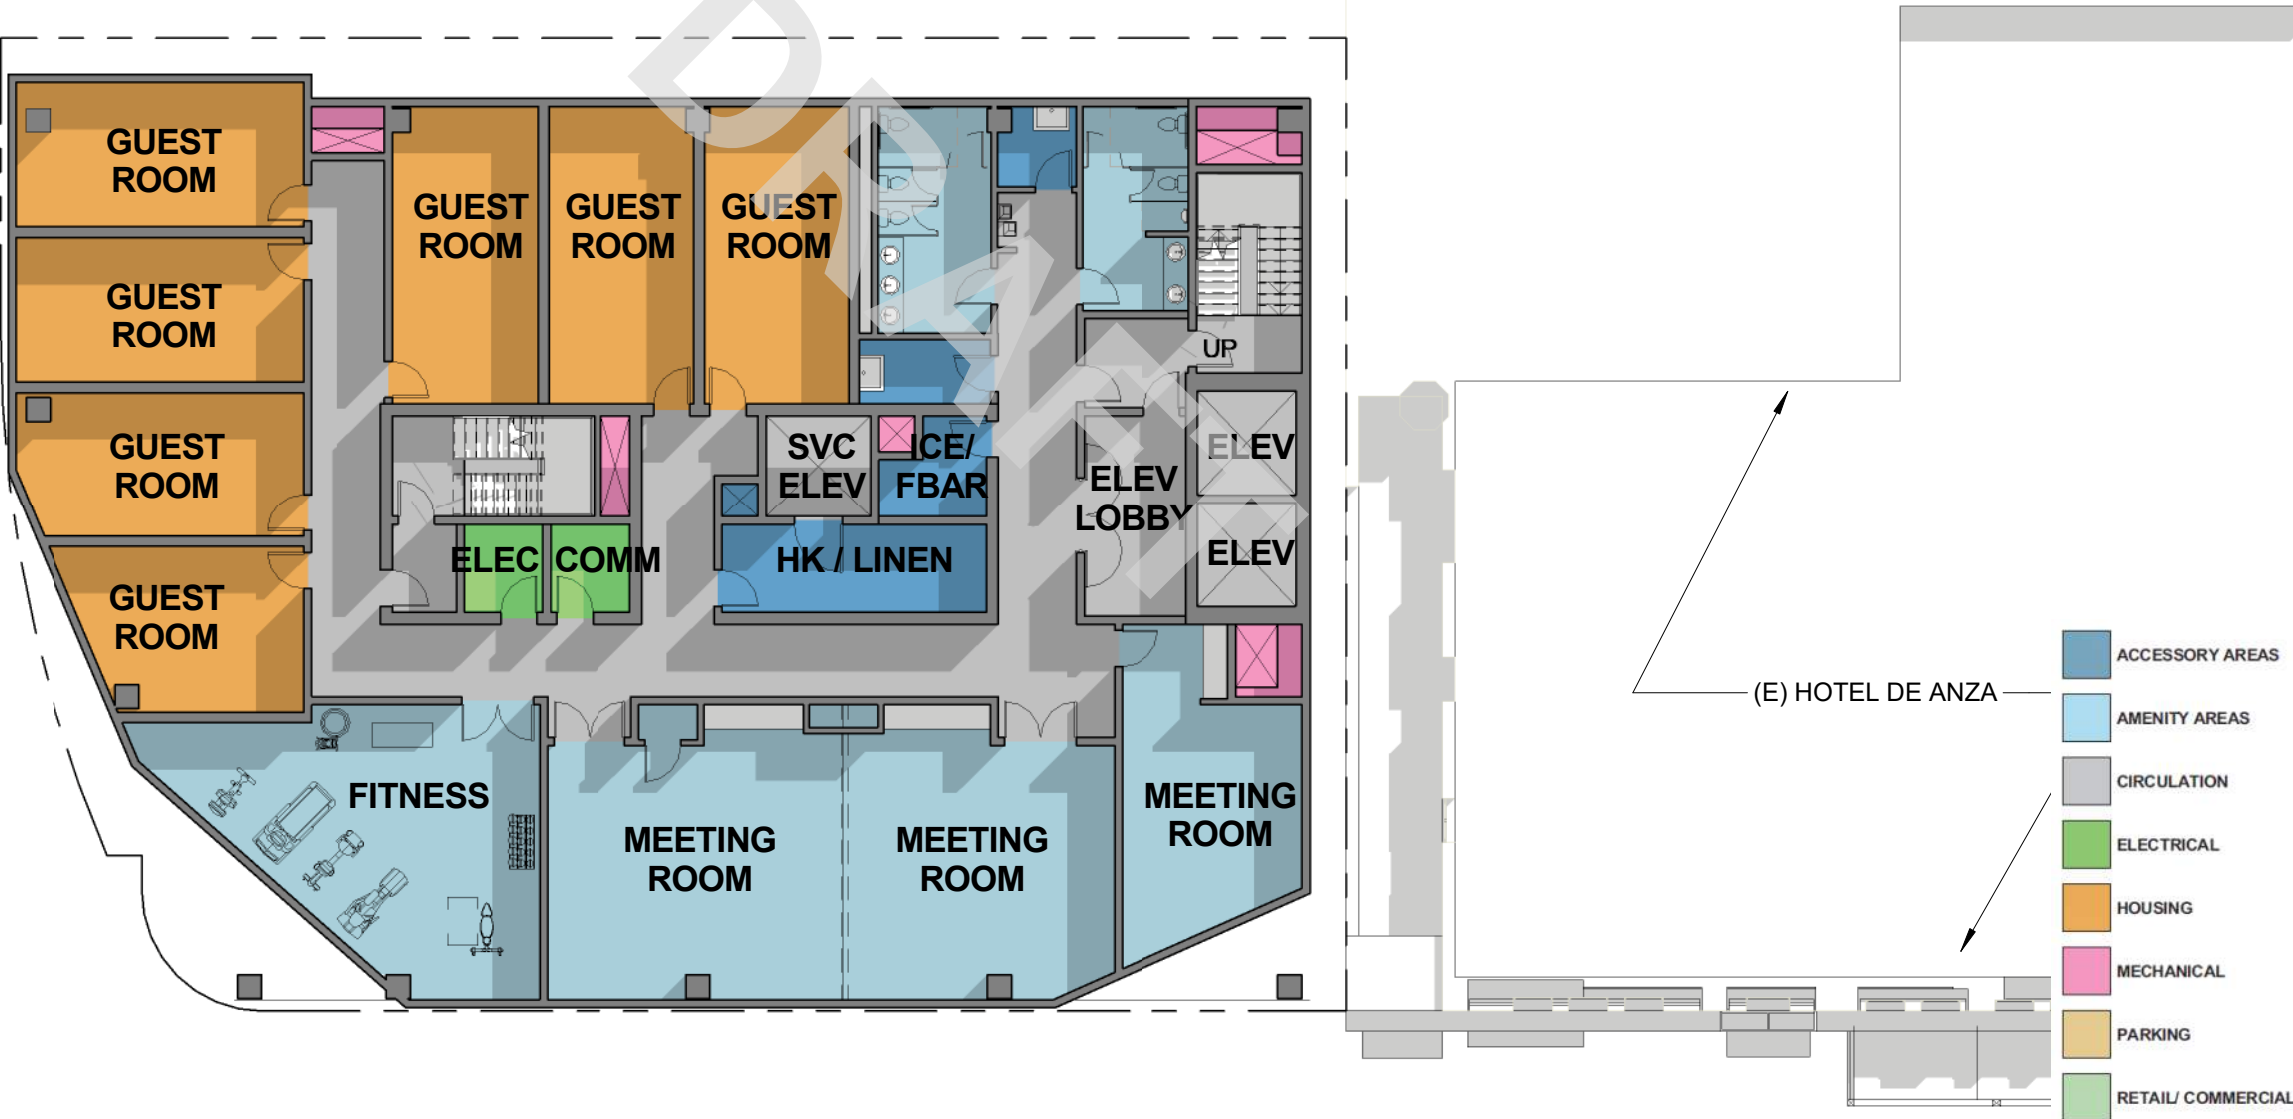 GUEST
ROOM
GUEST
ROOM
GUEST
ROOM
GUEST
ROOM
GUEST
ROOM
GUEST
ROOM
GUEST
ROOM
UP
SVC
ELEV
ICE/
FBAR
ELEV
LOBBY
ELEV
ELEV
ELEC
COMM
HK / LINEN
FITNESS
MEETING
ROOM
MEETING
ROOM
MEETING
ROOM
(E) HOTEL DE ANZA
ACCESSORY AREAS
AMENITY AREAS
CIRCULATION
ELECTRICAL
HOUSING
MECHANICAL
PARKING
RETAIL/ COMMERCIAL
DRAFT